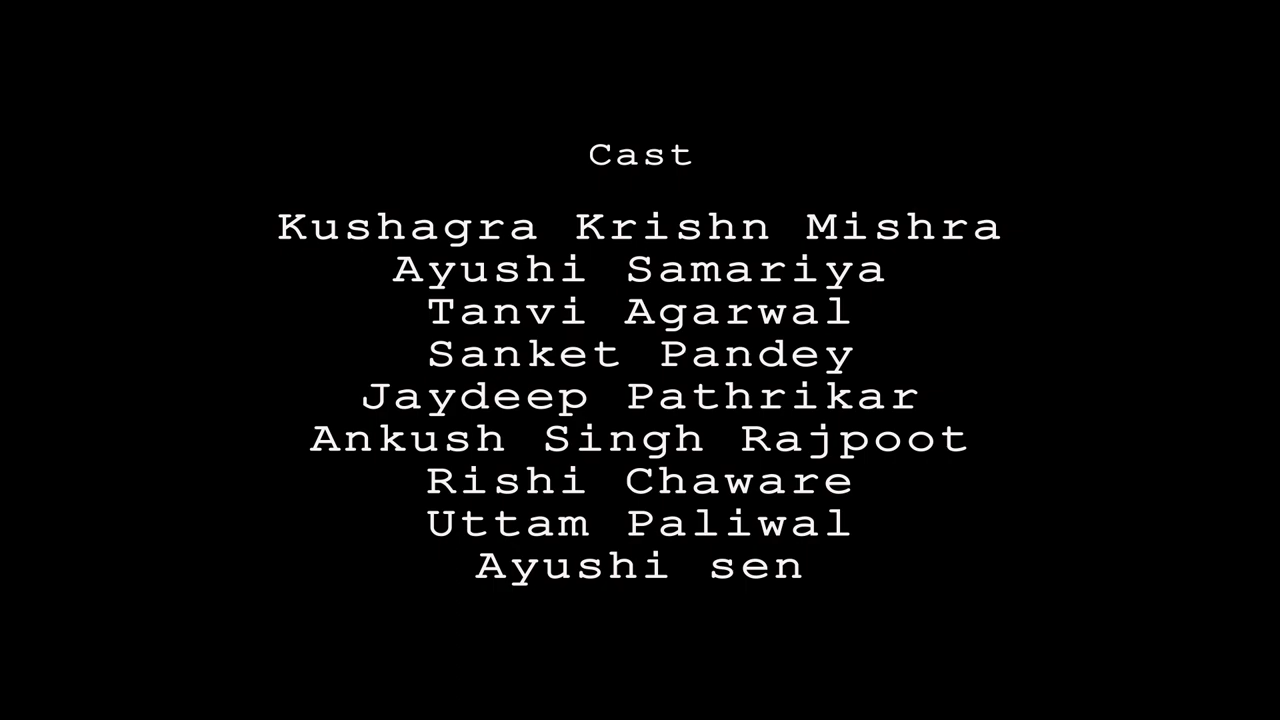 Cast
Kushagra Krishn Mishra
Ayushi Samariya
Tanvi Agarwal
Sanket Pandey
Jaydeep Pathrikar
Ankush Singh Rajpoot
Rishi Chaware
Uttam Paliwal
Ayushi sen